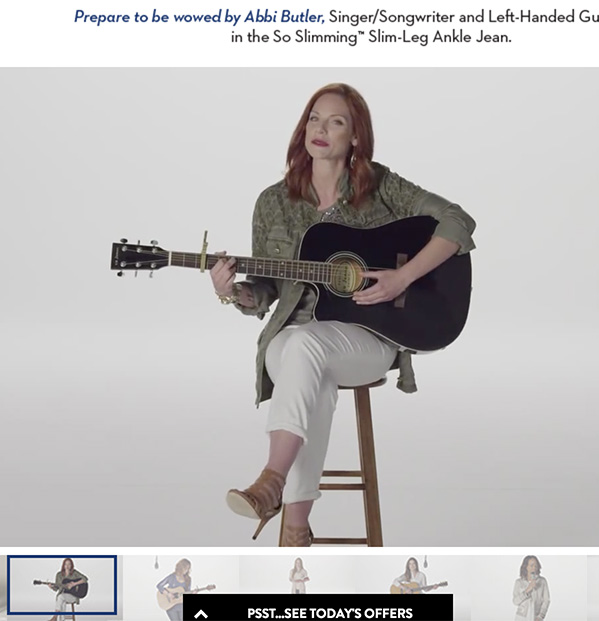 Prepare to be wowed by Abbi Butler, Singer/Songwriter and Left-Handed Gu
in the So Slimming™ Slim-Leg Ankle Jean.
PSST...SEE TODAY'S OFFERS